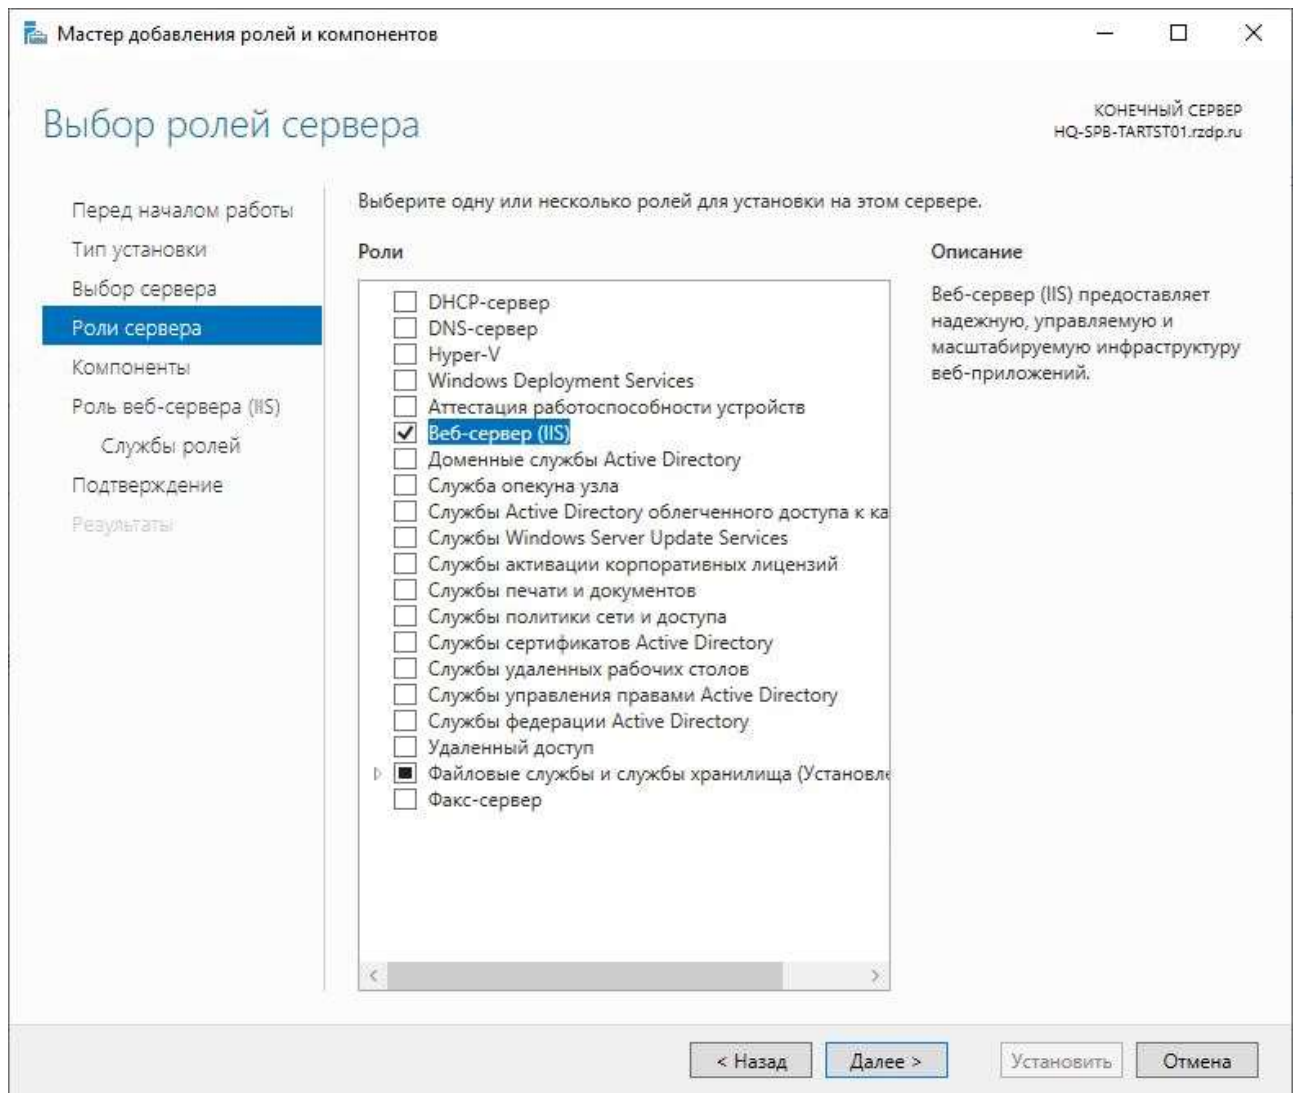 Мастер добавления ролей и компонентов
Выбор ролей сервера
КОНЕЧНЫЙ СЕРВЕР
HQ-SPB-TARTST01.rzdp.ru
Перед началом работы
Тип установки
Выбор сервера
Роли сервера
Компоненты
Роль веб-сервера (IIS)
Службы ролей
Подтверждение
Результаты
Выберите одну или несколько ролей для установки на этом сервере.
Роли
DHCP-сервер
DNS-сервер
Hyper-V
Windows Deployment Services
Аттестация работоспособности устройств
Веб-сервер (IIS)
Доменные службы Active Directory
Служба опекуна узла
Службы Active Directory облегченного доступа к ка
Службы Windows Server Update Services
Службы активации корпоративных лицензий
Службы печати и документов
Службы политики сети и доступа
Службы сертификатов Active Directory
Службы удаленных рабочих столов
Службы управления правами Active Directory
Службы федерации Active Directory
Удаленный доступ
Файловые службы и службы хранилища (Установле
Факс-сервер
Описание
Веб-сервер (IIS) предоставляет
надежную, управляемую и
масштабируемую инфраструктуру
веб-приложений.
< Назад
Далее >
Установить
Отмена